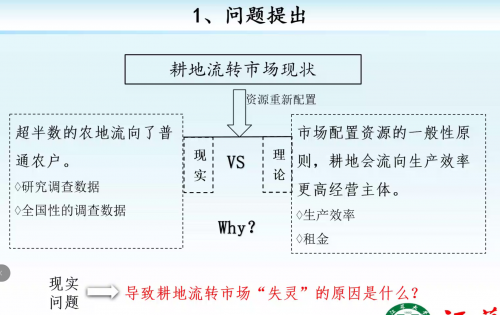 1、问题提出
耕地流转市场现状
资源重新配置
超半数的农地流向了普
通农户。
◊研究调查数据
◊全国性的调查数据
现
实
VS
理
论
Why？
市场配置资源的一般性原
则，耕地会流向生产效率
更高经营主体。
◊生产效率
◊租金
现实
问题
导致耕地流转市场“失灵”的原因是什么？